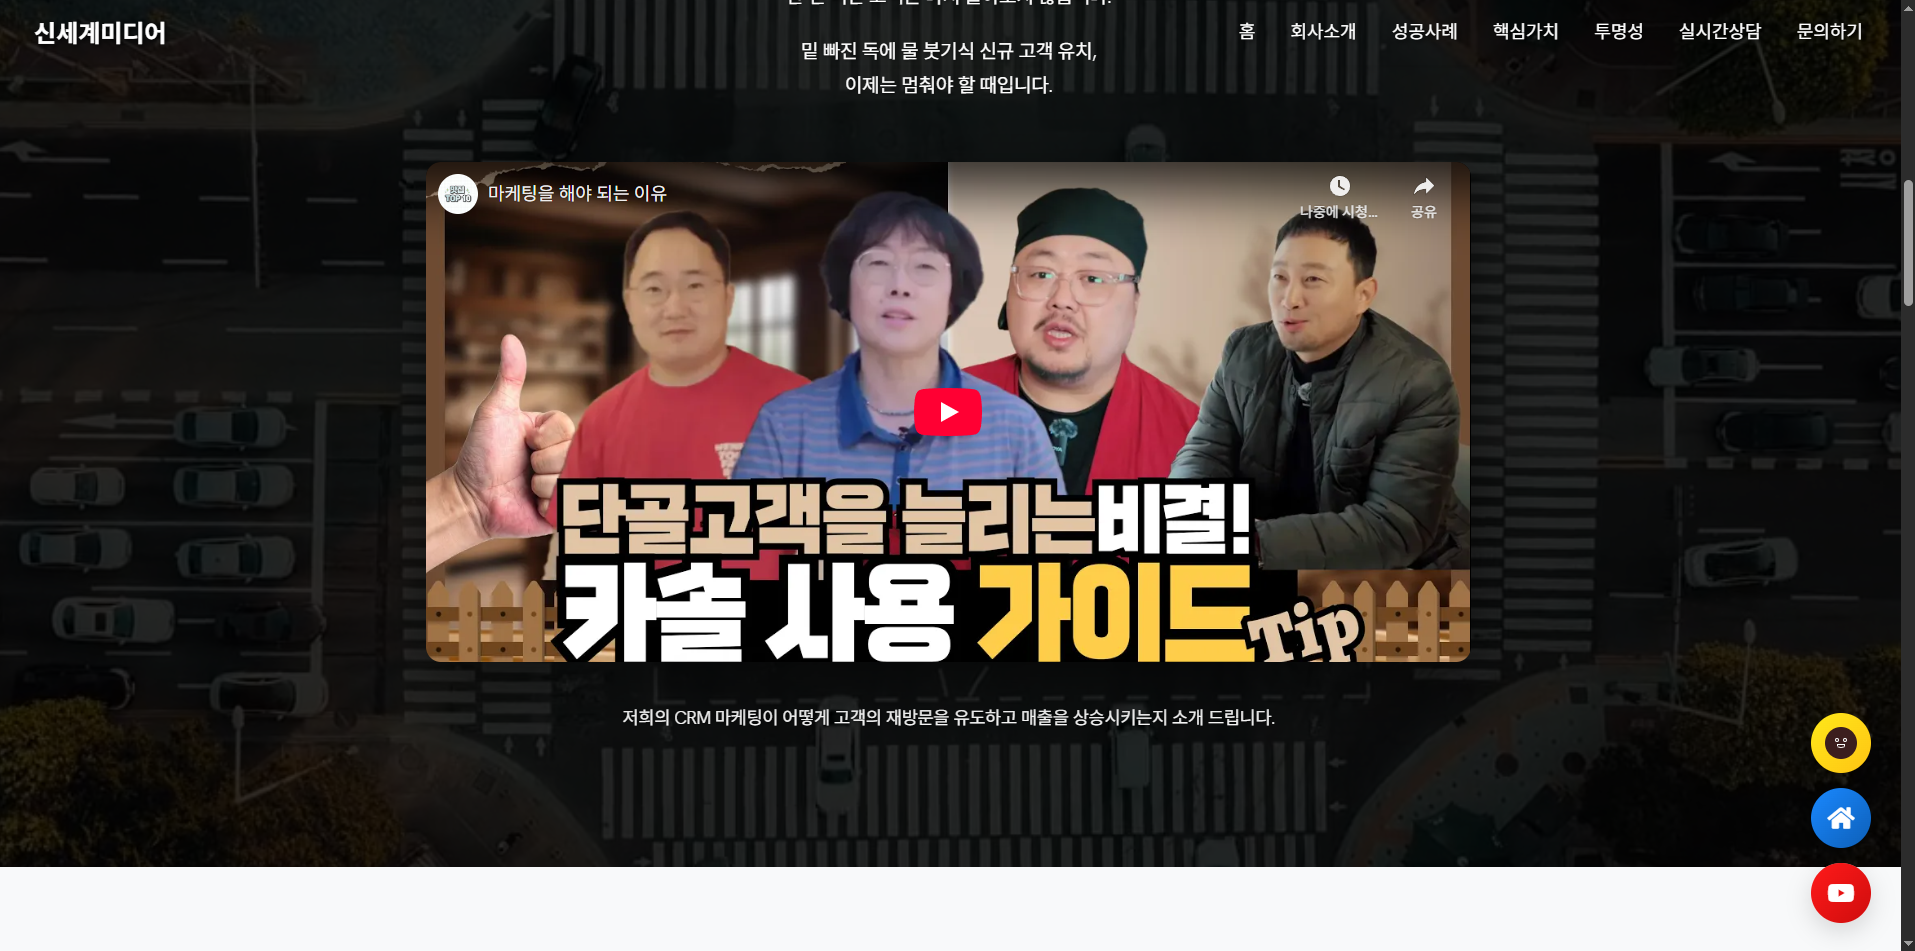 신세계미디어
홈 회사소개 성공사례 핵심가치 투명성 실시간상담 문의하기
밑 빠진 독에 물 붓기식 신규 고객 유치,
이제는 멈춰야 할 때입니다.
맛집
TOP 10
마케팅을 해야 되는 이유
나중에 시청...
공유
단골고객을 늘리는비결!
카솔 사용 가이드
Tip
저희의 CRM 마케팅이 어떻게 고객의 재방문을 유도하고 매출을 상승시키는지 소개 드립니다.